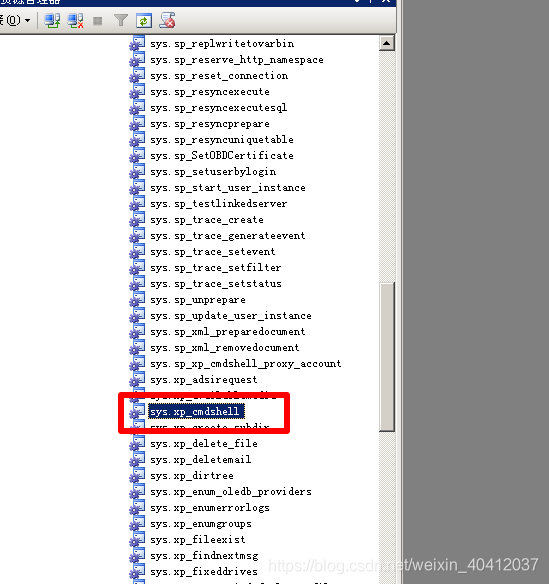 资源管理器
sys.sp_replwritetovarbin
sys.sp_reserve_http_namespace
sys.sp_reset_connection
sys.sp_resyncexecute
sys.sp_resyncexecutesql
sys.sp_resyncprepare
sys.sp_resyncuniquetable
sys.sp_SetOBDCertificate
sys.sp_setuserbylogin
sys.sp_start_user_instance
sys.sp_testlinkedserver
sys.sp_trace_create
sys.sp_trace_generateevent
sys.sp_trace_setevent
sys.sp_trace_setfilter
sys.sp_trace_setstatus
sys.sp_unprepare
sys.sp_update_user_instance
sys.sp_xml_preparedocument
sys.sp_xml_removedocument
sys.sp_xp_cmdshell_proxy_account
sys.xp_adsirequest
sys.xp_availablemedia
sys.xp_cmdshell
sys.xp_create_subdir
sys.xp_delete_file
sys.xp_deletemail
sys.xp_dirtree
sys.xp_enum_oledb_providers
sys.xp_enumerrorlogs
sys.xp_enumgroups
sys.xp_fileexist
sys.xp_findnextmsg
sys.xp_fixeddrives
https://blog.csdn.net/weixin_40412037